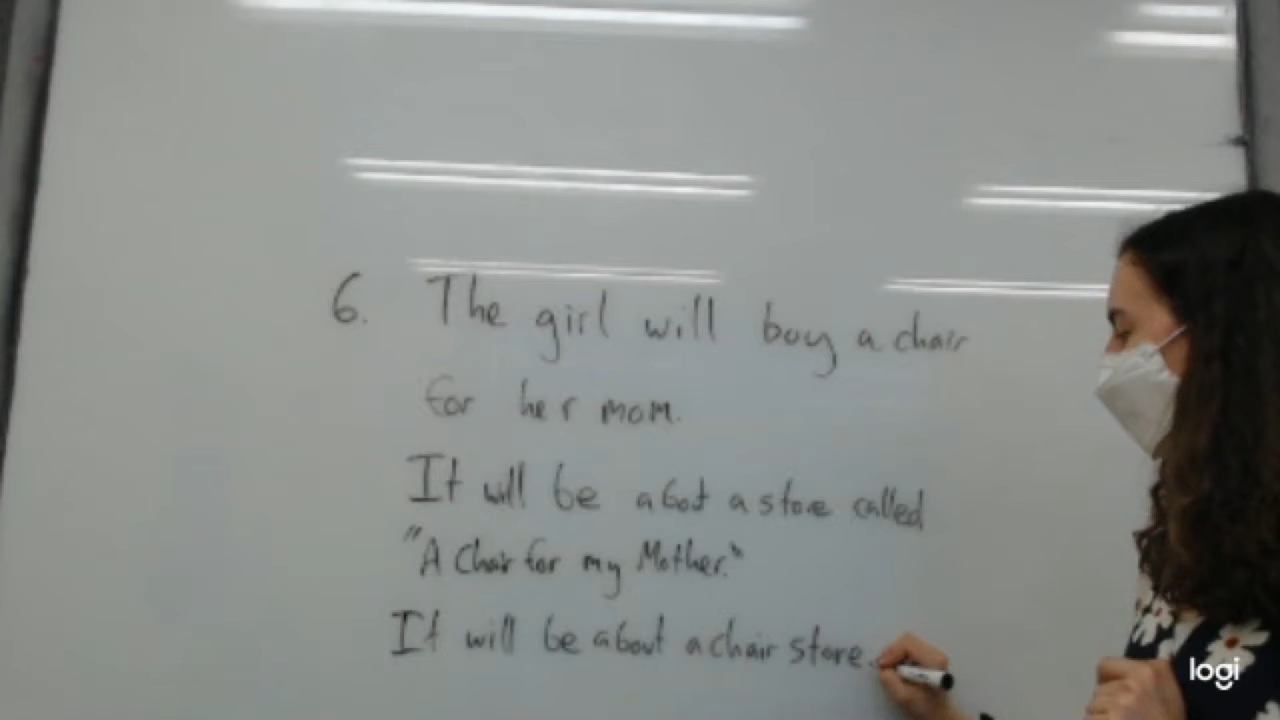 6. The girl will buy a chair
for her mom.
It will be about a store called
"A Chair for my Mother."
It will be about a chair store.
logi